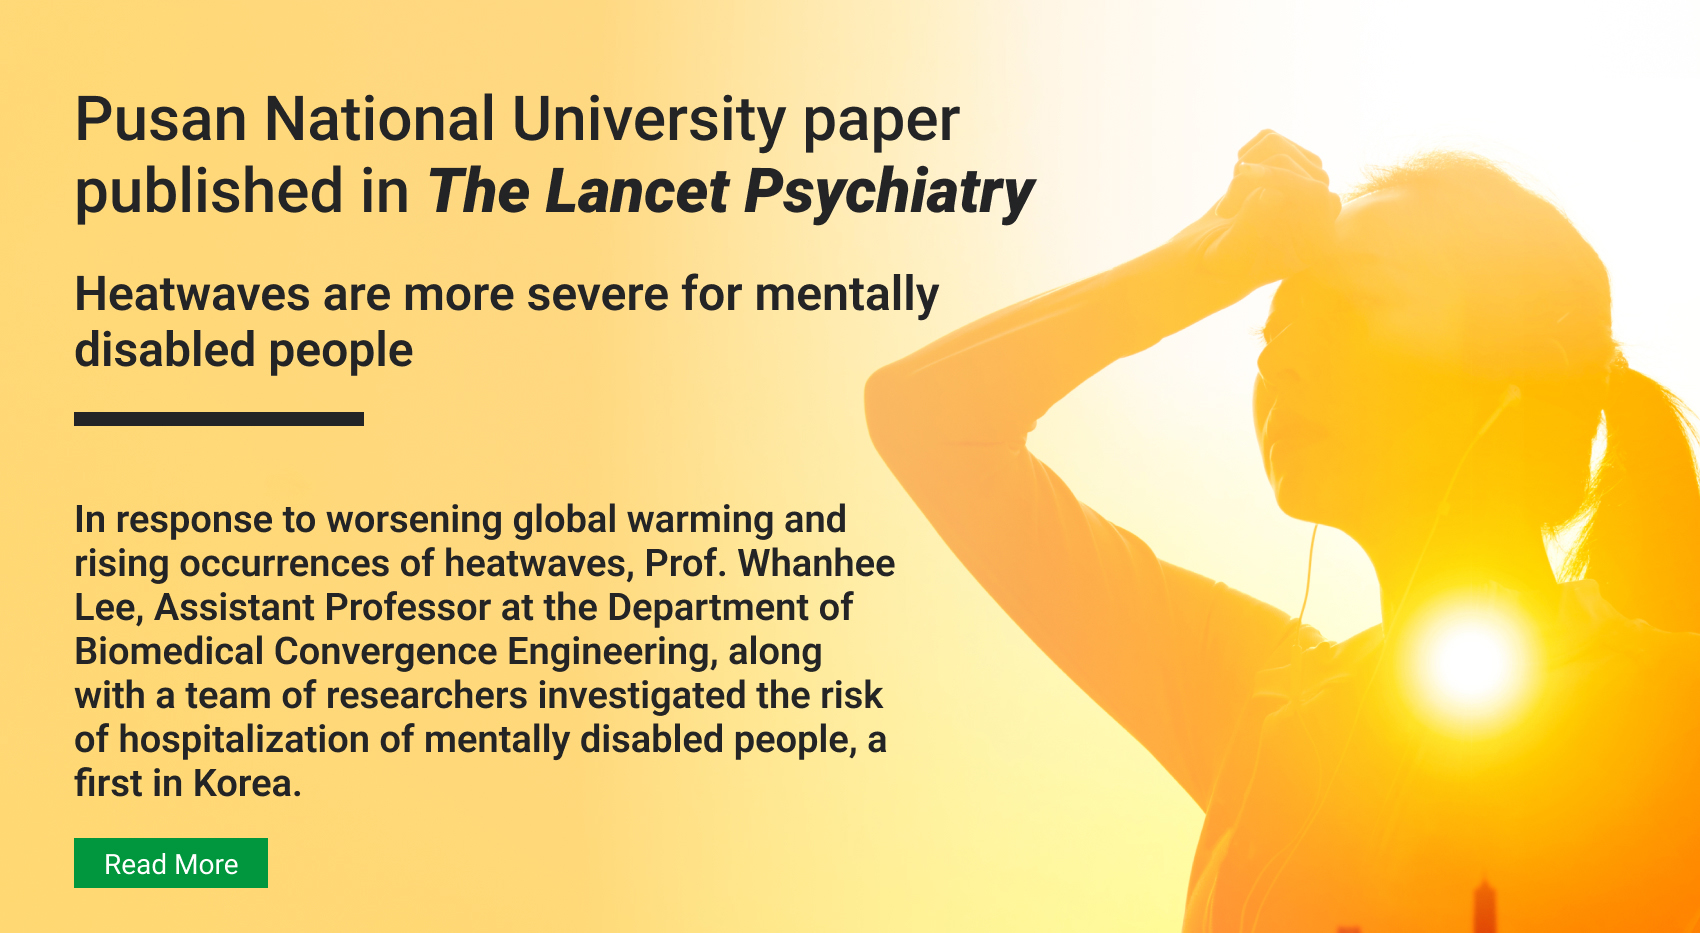 Pusan National University paper
published in The Lancet Psychiatry
Heatwaves are more severe for mentally
disabled people
In response to worsening global warming and
rising occurrences of heatwaves, Prof. Whanhee
Lee, Assistant Professor at the Department of
Biomedical Convergence Engineering, along
with a team of researchers investigated the risk
of hospitalization of mentally disabled people, a
first in Korea.
Read More